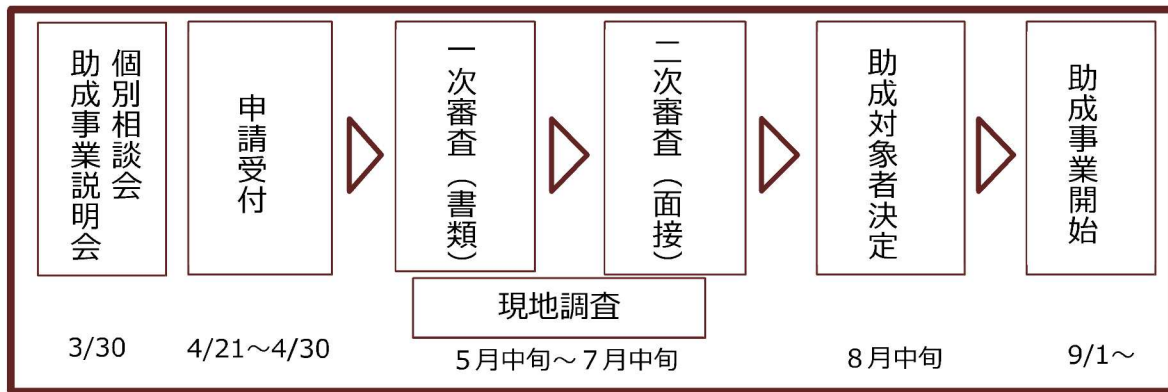 個別相談会
助成事業説明会
申請受付
一次審査（書類）
二次審査（面接）
助成対象者決定
助成事業開始
現地調査
3/30
4/21～4/30
５月中旬～７月中旬
８月中旬
9/1～